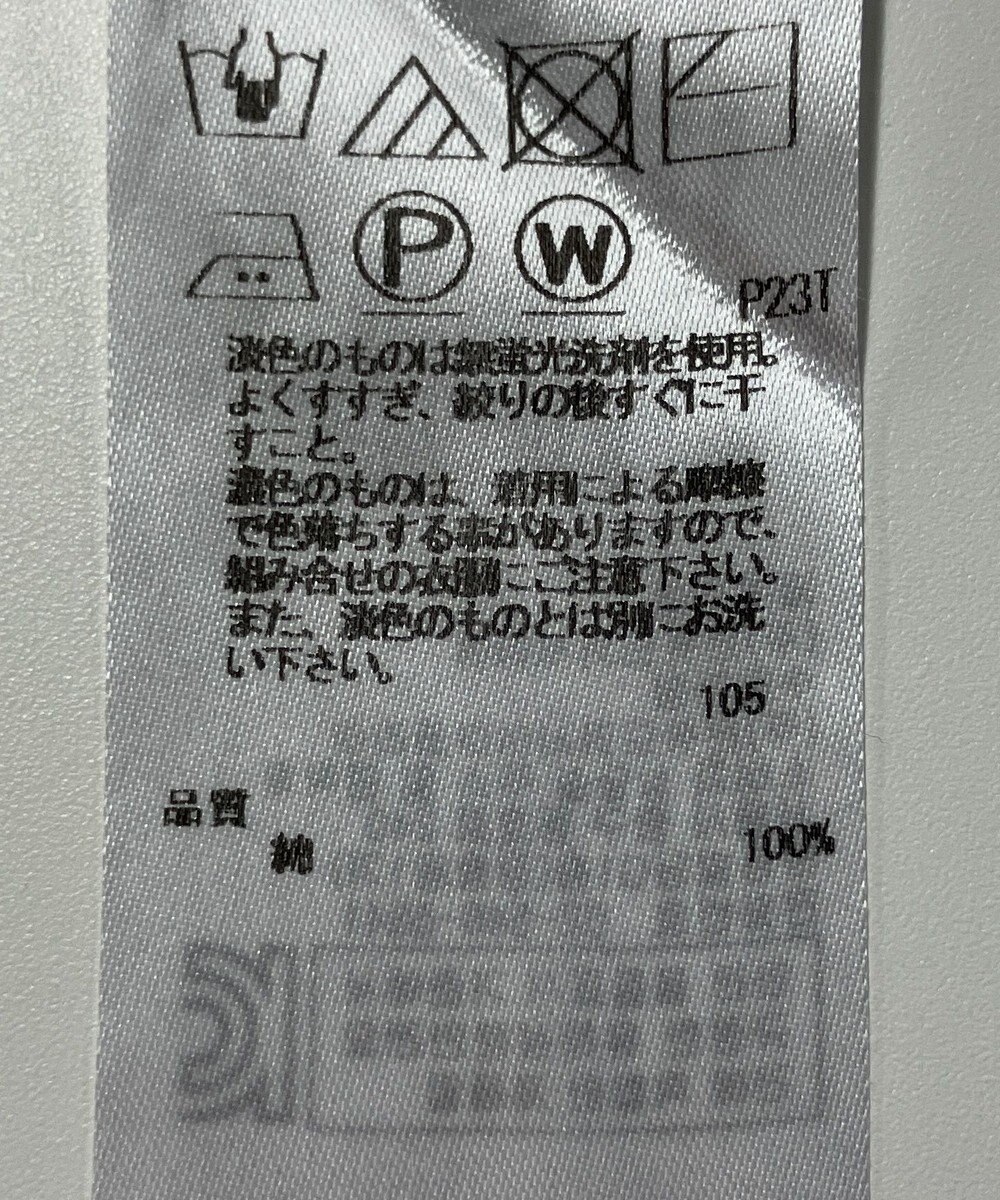 P
W
P23T
淡色のものは無蛍光洗剤を使用。
よくすすぎ、絞りの後すぐに干
すこと。
濃色のものは、着用による摩擦
で色落ちする恐れがありますので、
組み合せの衣服にご注意下さい。
また、淡色のものとは別にお洗
い下さい。
105
品質
綿 100%